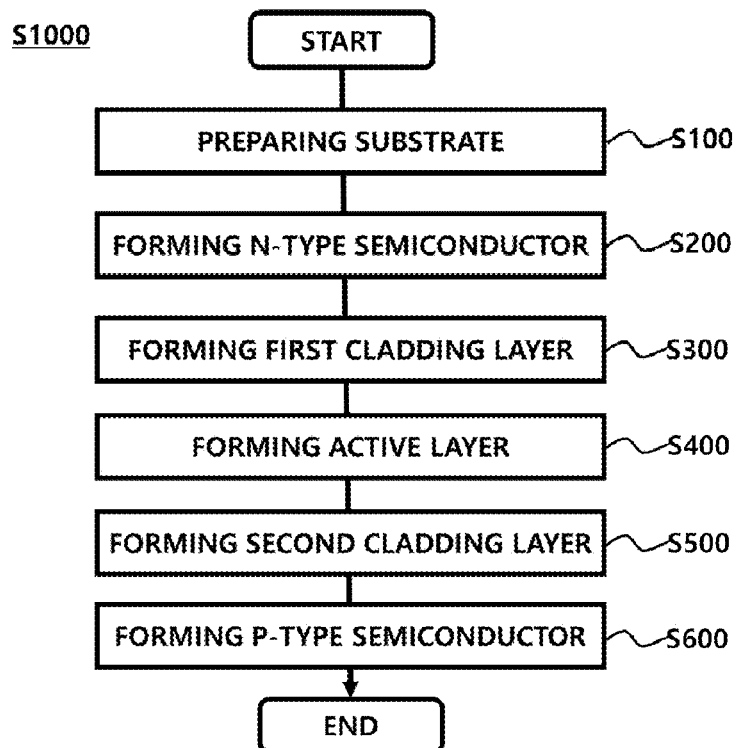 S1000
START
PREPARING SUBSTRATE S100
FORMING N-TYPE SEMICONDUCTOR S200
FORMING FIRST CLADDING LAYER S300
FORMING ACTIVE LAYER S400
FORMING SECOND CLADDING LAYER S500
FORMING P-TYPE SEMICONDUCTOR S600
END